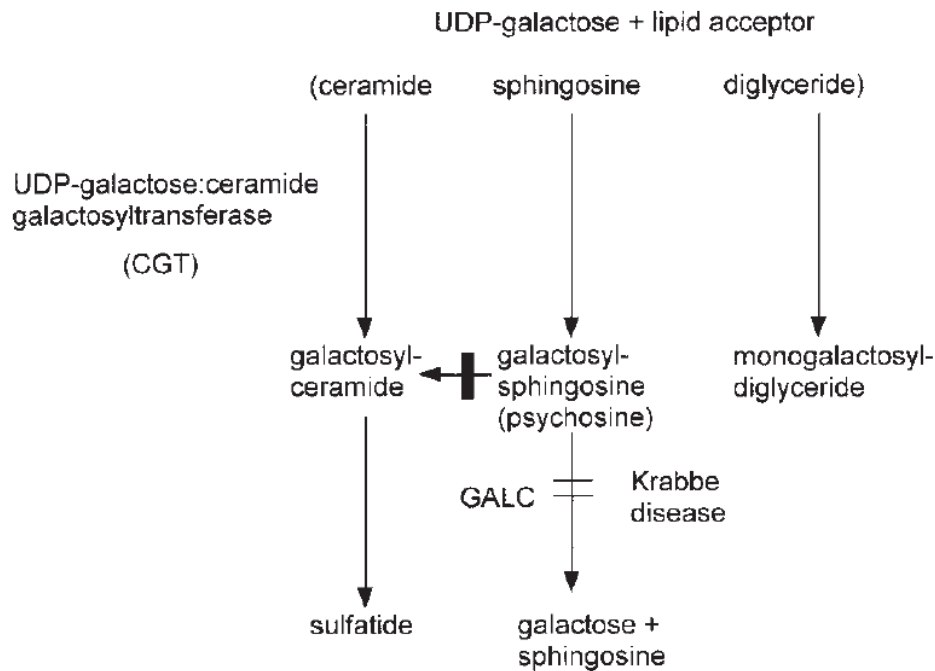 UDP-galactose + lipid acceptor
(ceramide sphingosine diglyceride)
UDP-galactose:ceramide
galactosyltransferase
(CGT)
galactosyl-
ceramide
galactosyl-
sphingosine
(psychosine)
monogalactosyl-
diglyceride
GALC
Krabbe
disease
sulfatide
galactose +
sphingosine